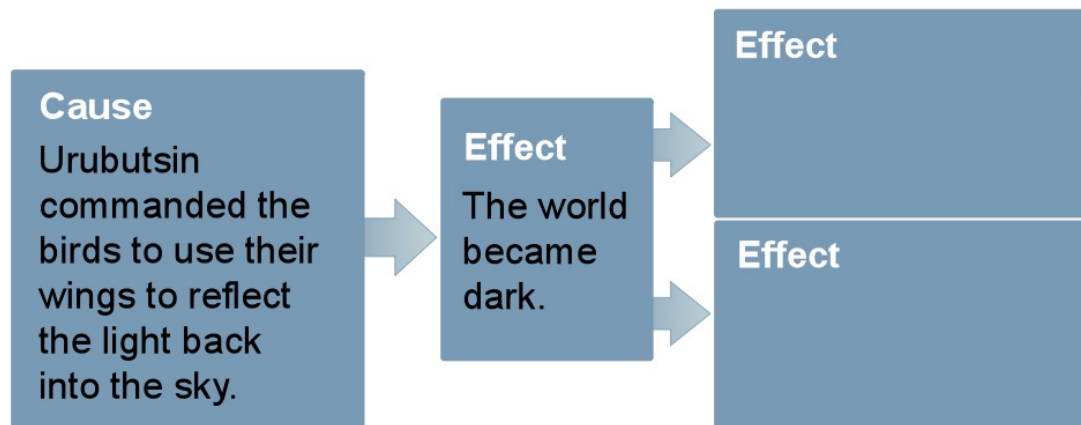 Cause
Urubutsin
commanded the
birds to use their
wings to reflect
the light back
into the sky.
Effect
The world
became
dark.
Effect
Effect